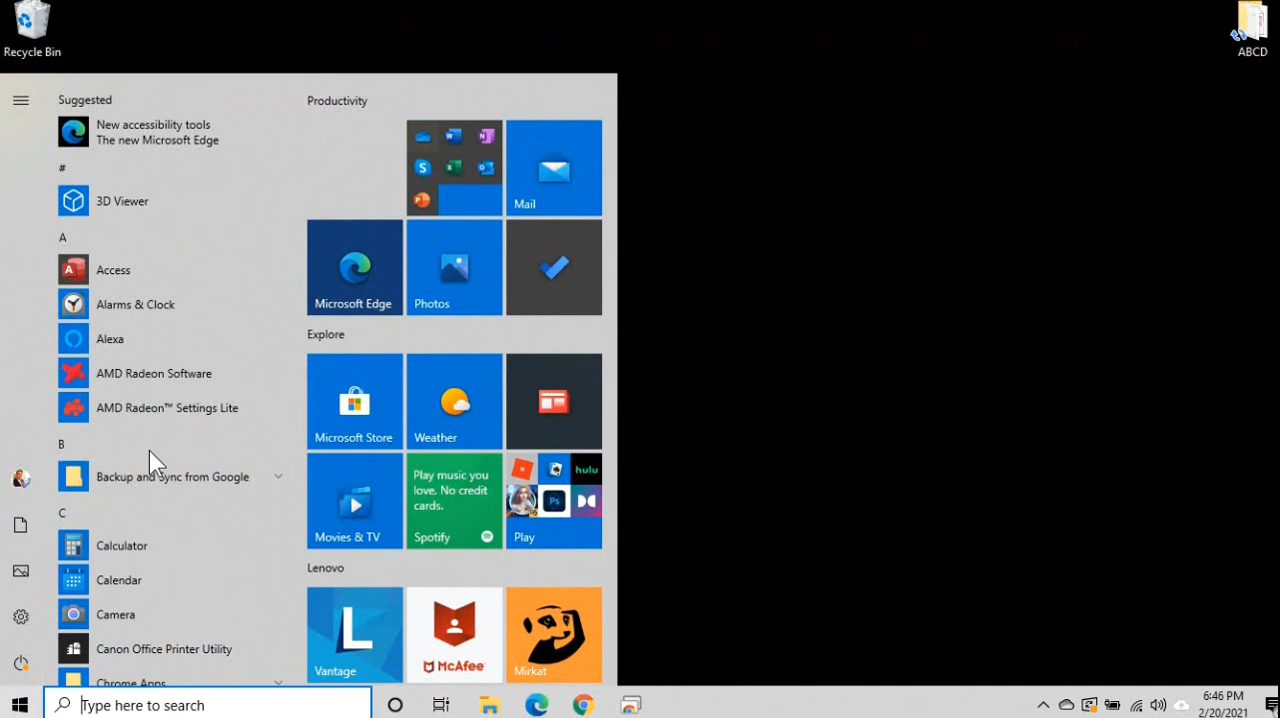 Recycle Bin
ABCD
Suggested
New accessibility tools
The new Microsoft Edge
#
3D Viewer
A
Access
Alarms & Clock
Alexa
AMD Radeon Software
AMD Radeon™ Settings Lite
B
Backup and Sync from Google
C
Calculator
Calendar
Camera
Canon Office Printer Utility
Chrome Apps
Productivity
Mail
Microsoft Edge
Photos
Explore
Microsoft Store
Weather
Movies & TV
Play music you
love. No credit
cards.
Spotify
hulu
Ps
Play
Lenovo
L
Vantage
McAfee
Mirkat
Type here to search
6:46 PM
2/20/2021